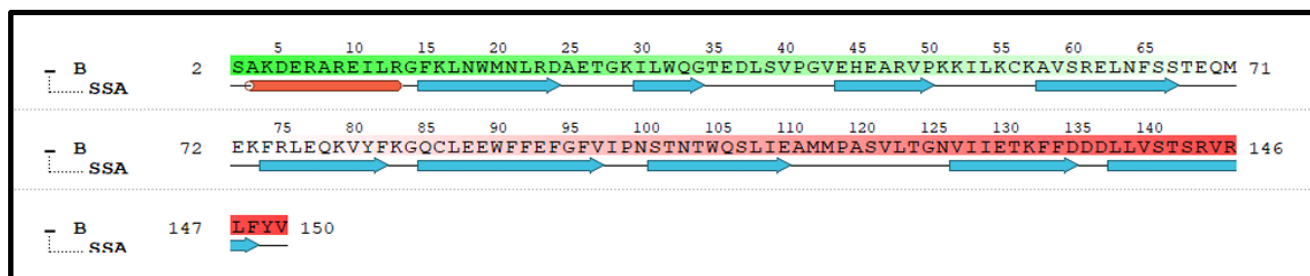 5 10 15 20 25 30 35 40 45 50 55 60 65
B 2 SAKDERAREILRGFKLNWMNLRDAETGKILWQGTEDLSVPGVEHEARVPKKILKCKAVSRELNFSSTEQM 71
SSA
75 80 85 90 95 100 105 110 115 125 130 135 140
B 72 EKFRLEQKVYFKGQCLEEWFFEFGFVIPNSTNTWQSLIEAMMPASVLTGNVIIETKFFDDDLLVSTSRVR 146
SSA
B 147 LFYV 150
SSA